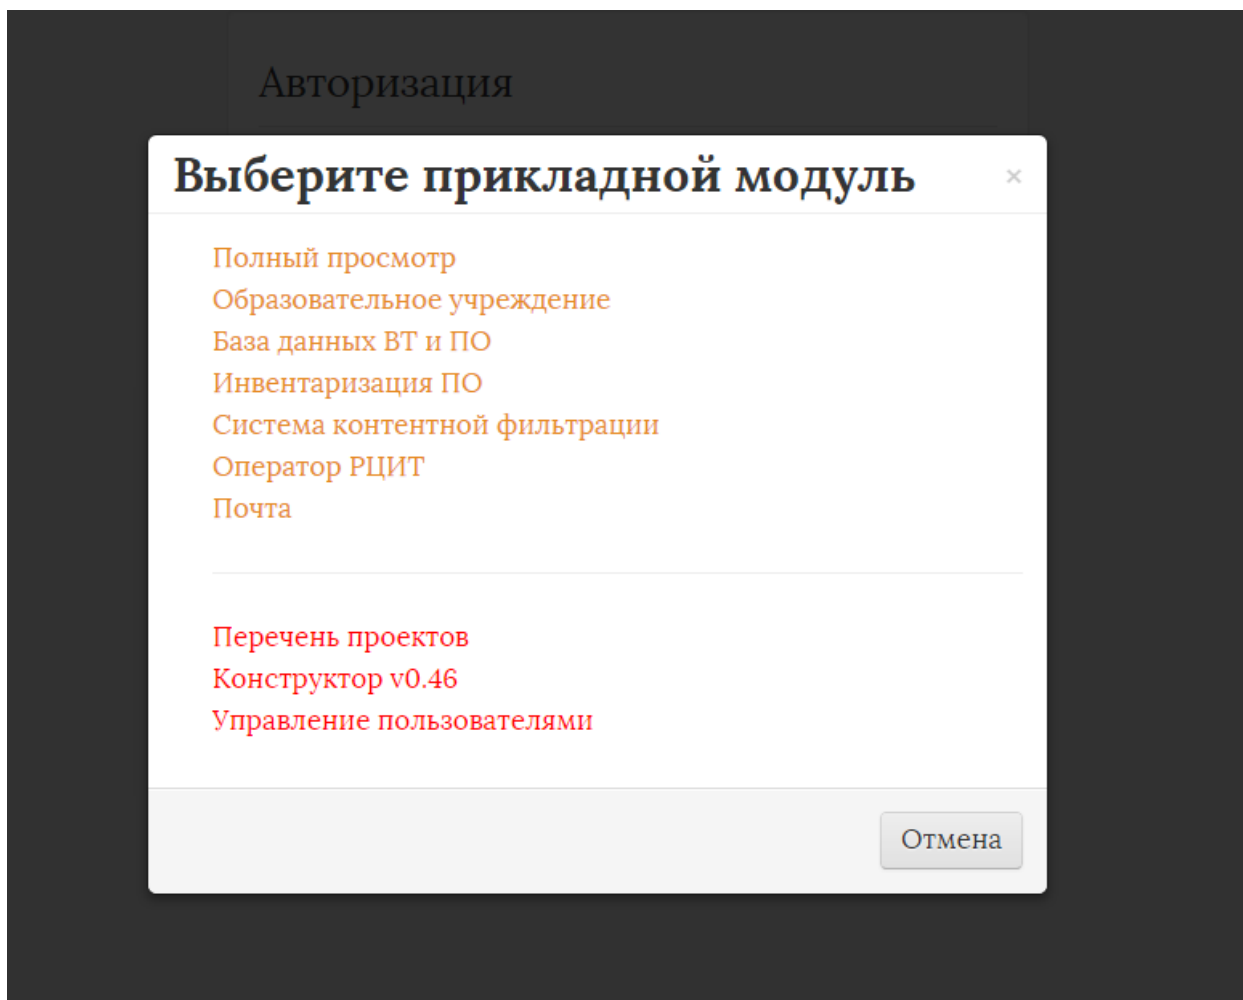 Авторизация
Выберите прикладной модуль ×
Полный просмотр
Образовательное учреждение
База данных ВТ и ПО
Инвентаризация ПО
Система контентной фильтрации
Оператор РЦИТ
Почта
Перечень проектов
Конструктор v0.46
Управление пользователями
Отмена